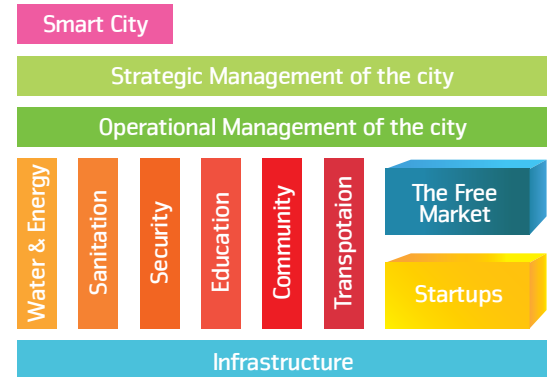 Smart City
Strategic Management of the city
Operational Management of the city
Water & Energy
Sanitation
Security
Education
Community
Transpotaion
The Free
Market
Startups
Infrastructure